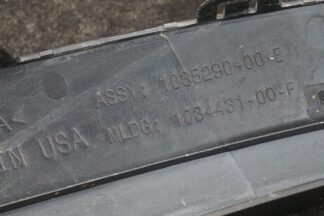 ASSY: 1035290-00-E
A<
IN USA
MLDG: 1034431-00-F